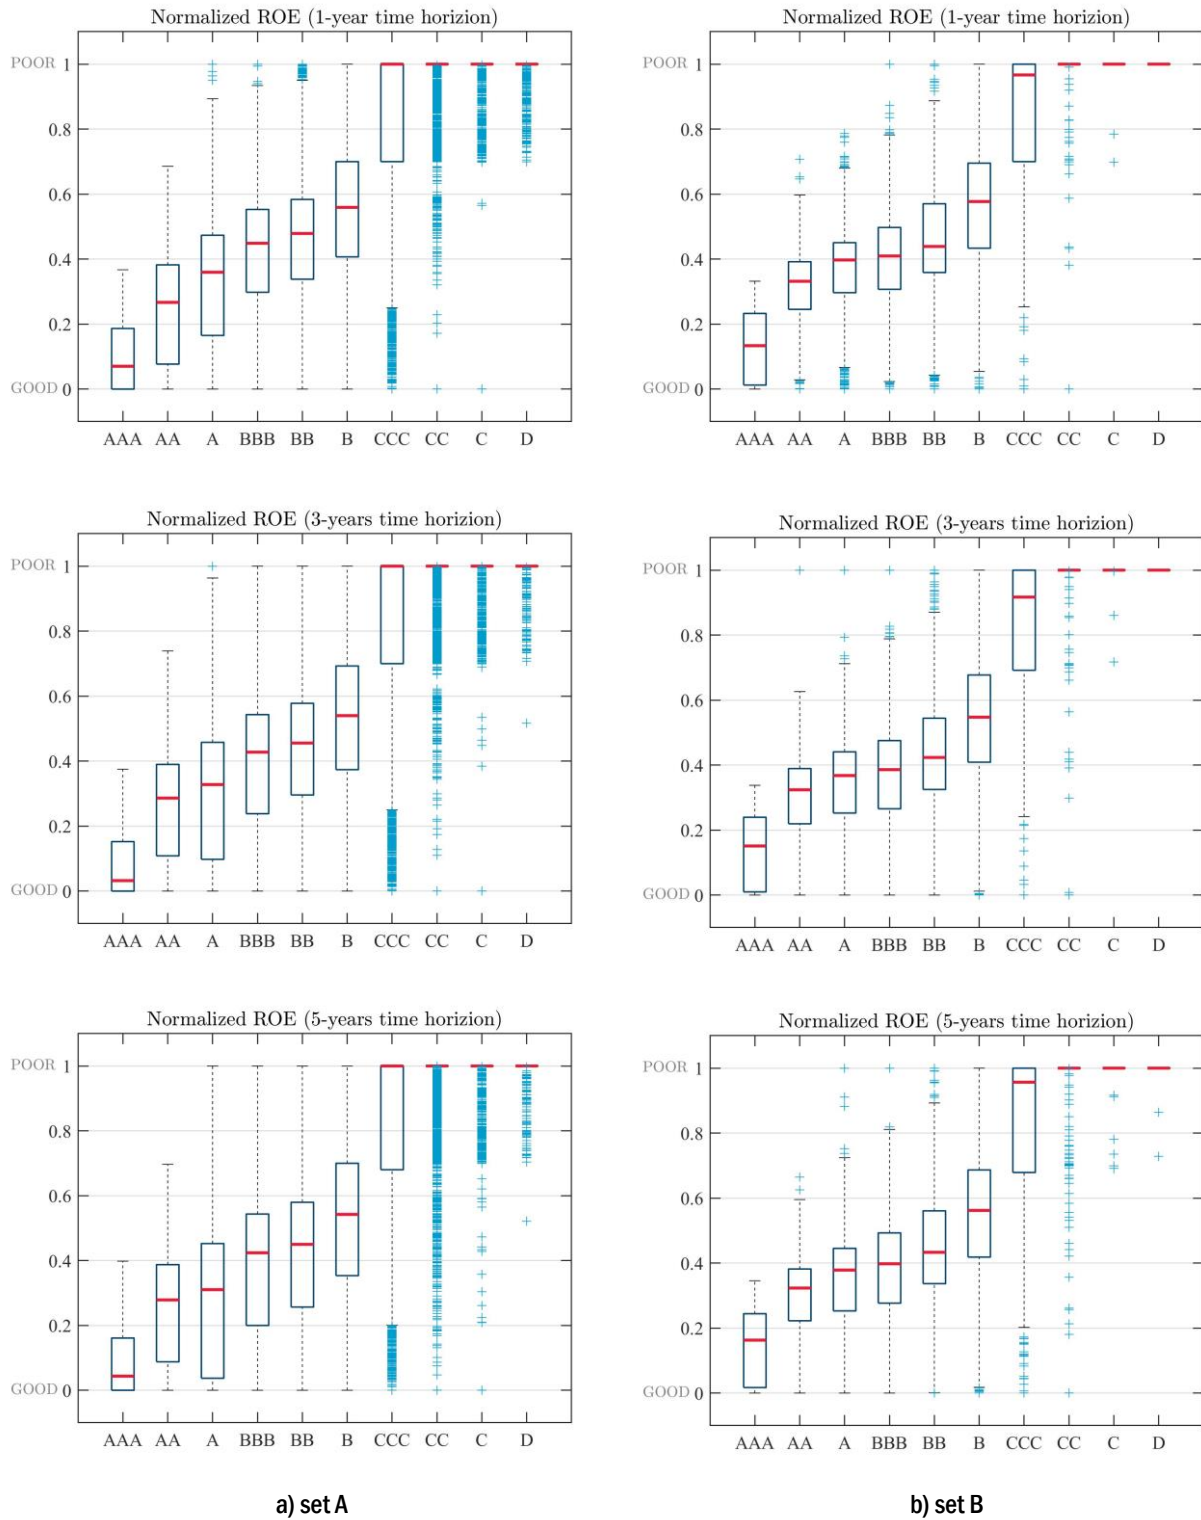 Normalized ROE (1-year time horizion)
POOR 1
0.8
0.6
0.4
0.2
GOOD 0
AAA AA A BBB BB B CCC CC C D
Normalized ROE (1-year time horizion)
POOR 1
0.8
0.6
0.4
0.2
GOOD 0
AAA AA A BBB BB B CCC CC C D
Normalized ROE (3-years time horizion)
POOR 1
0.8
0.6
0.4
0.2
GOOD 0
AAA AA A BBB BB B CCC CC C D
Normalized ROE (3-years time horizion)
POOR 1
0.8
0.6
0.4
0.2
GOOD 0
AAA AA A BBB BB B CCC CC C D
Normalized ROE (5-years time horizion)
POOR 1
0.8
0.6
0.4
0.2
GOOD 0
AAA AA A BBB BB B CCC CC C D
Normalized ROE (5-years time horizion)
POOR 1
0.8
0.6
0.4
0.2
GOOD 0
AAA AA A BBB BB B CCC CC C D
a) set A
b) set B